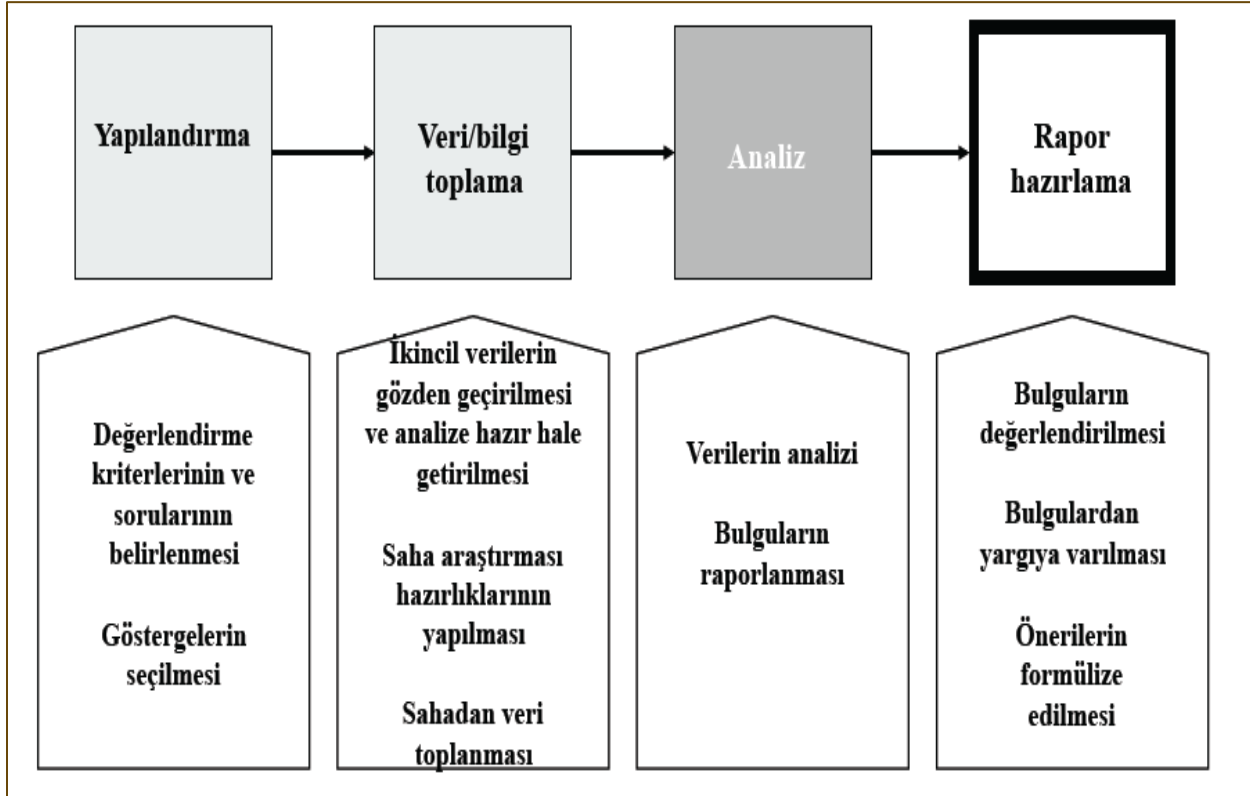 Yapılandırma
Veri/bilgi
toplama
Analiz
Rapor
hazırlama
Değerlendirme
kriterlerinin ve
sorularının
belirlenmesi
Göstergelerin
seçilmesi
İkincil verilerin
gözden geçirilmesi
ve analize hazır hale
getirilmesi
Saha araştırması
hazırlıklarının
yapılması
Sahadan veri
toplanması
Verilerin analizi
Bulguların
raporlanması
Bulguların
değerlendirilmesi
Bulgulardan
yargıya varılması
Önerilerin
formülize
edilmesi